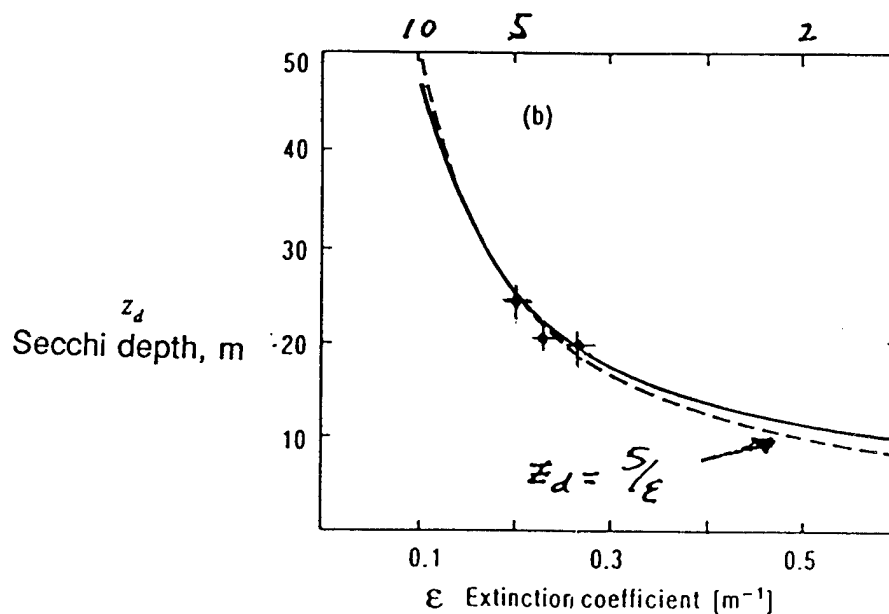 10 5 2
50
(b)
40
30
z_d
Secchi depth, m
20
10
z_d = 5/ε
0
0.1 0.3 0.5
ε Extinction coefficient [m⁻¹]